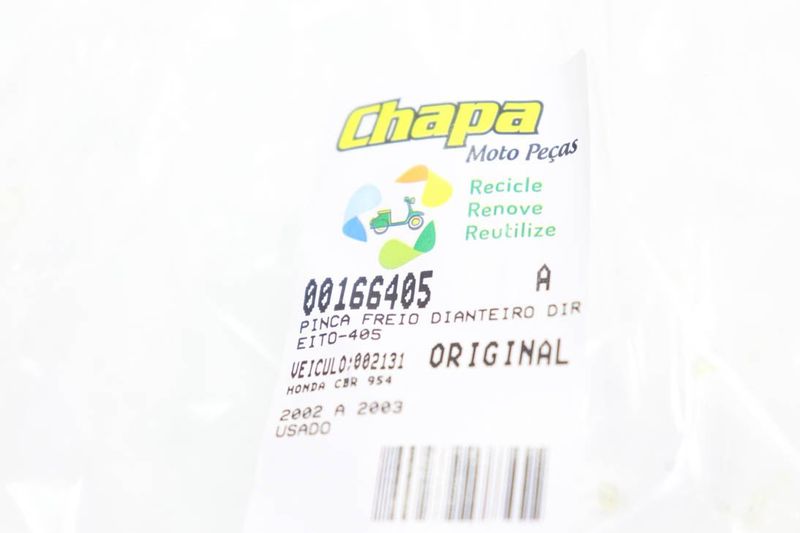 Chapa
Moto Peças
Recicle
Renove
Reutilize
00166405 A
PINCA FREIO DIANTEIRO DIR
EITO-405
VEICULO:002131 ORIGINAL
HONDA CBR 954
2002 A 2003
USADO